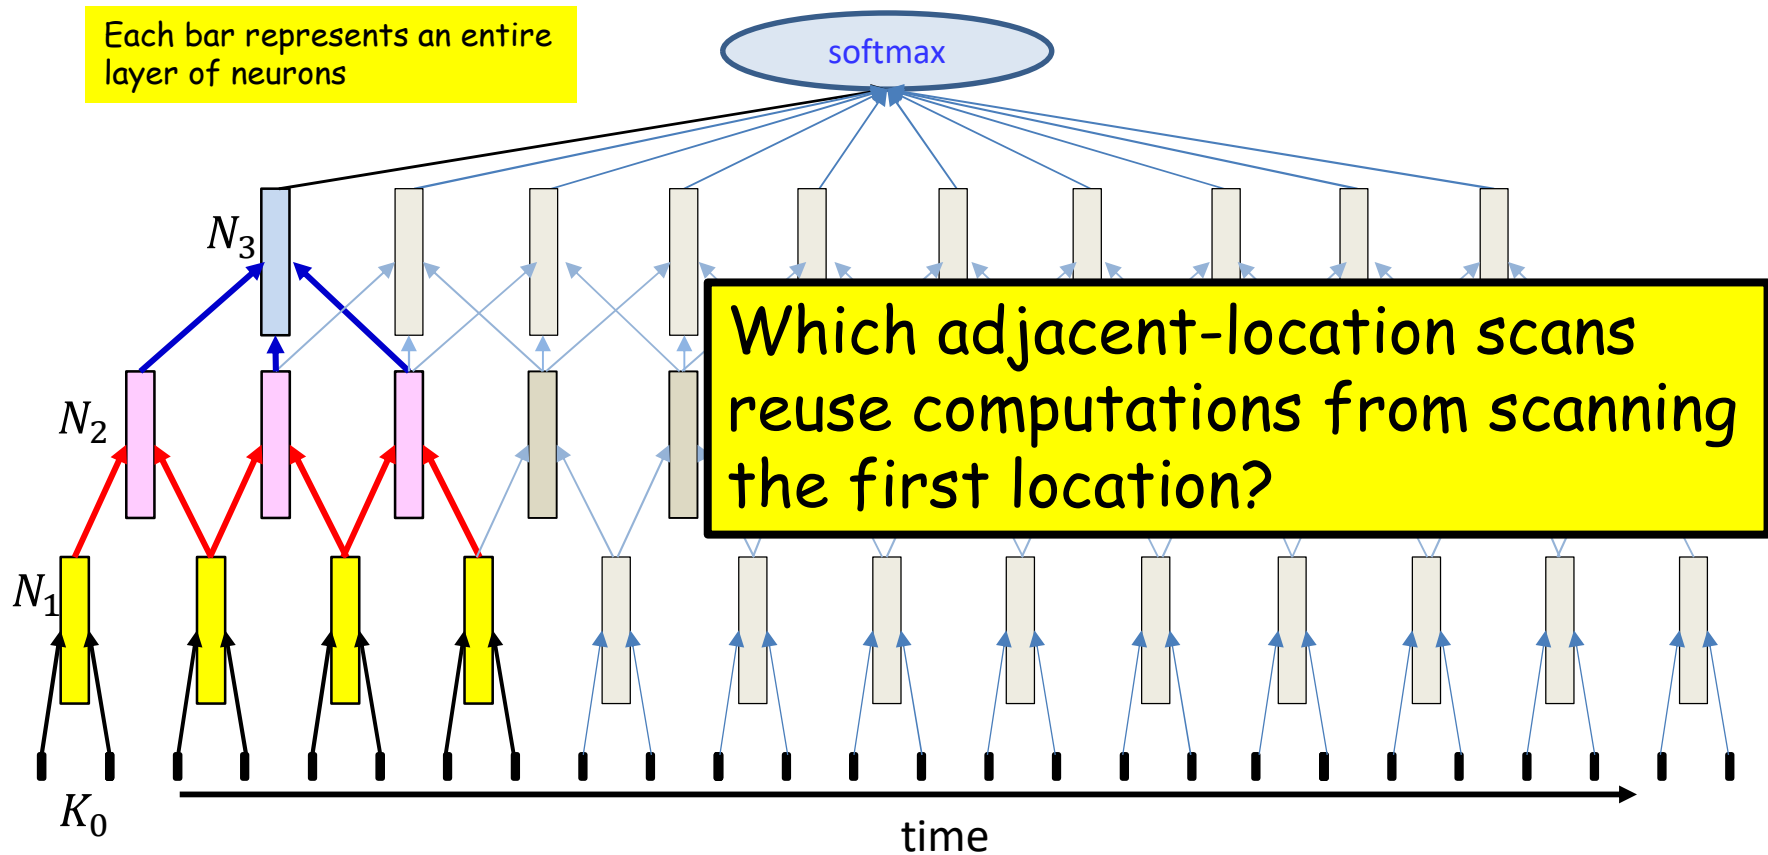 Each bar represents an entire
layer of neurons
softmax
N₃
Which adjacent-location scans
reuse computations from scanning
the first location?
N₂
N₁
K₀
time